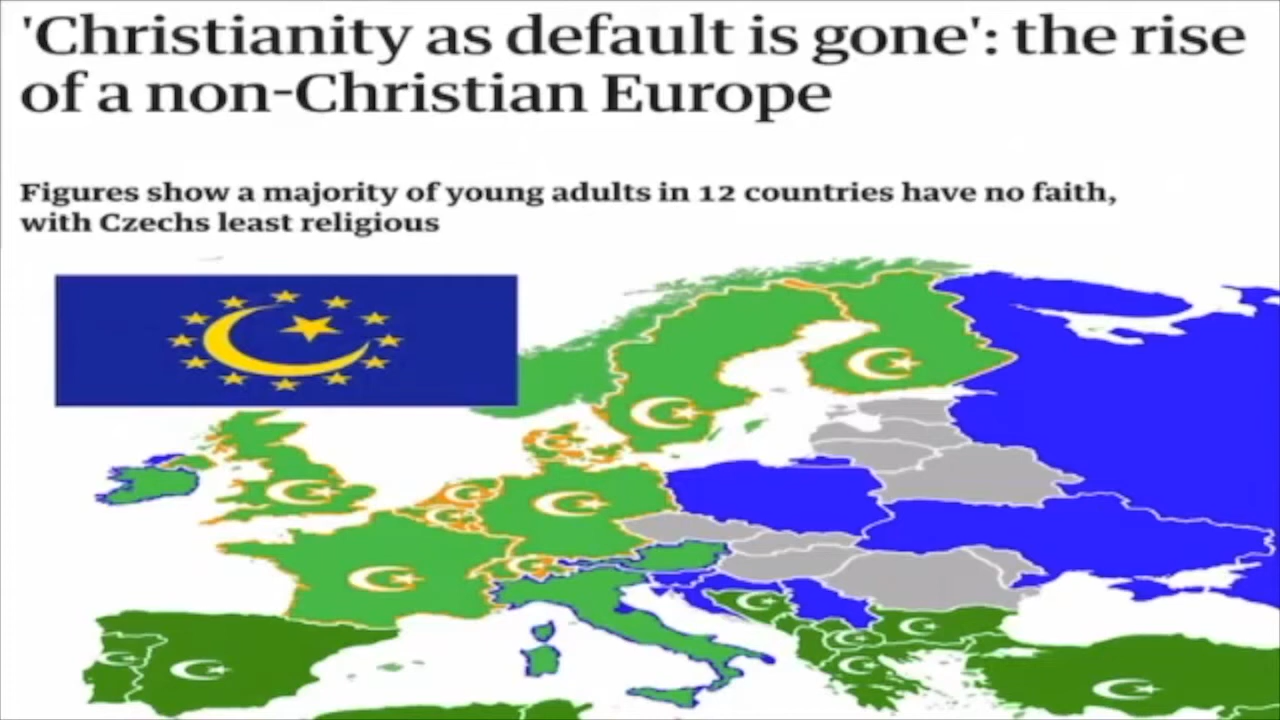 'Christianity as default is gone': the rise
of a non-Christian Europe
Figures show a majority of young adults in 12 countries have no faith,
with Czechs least religious